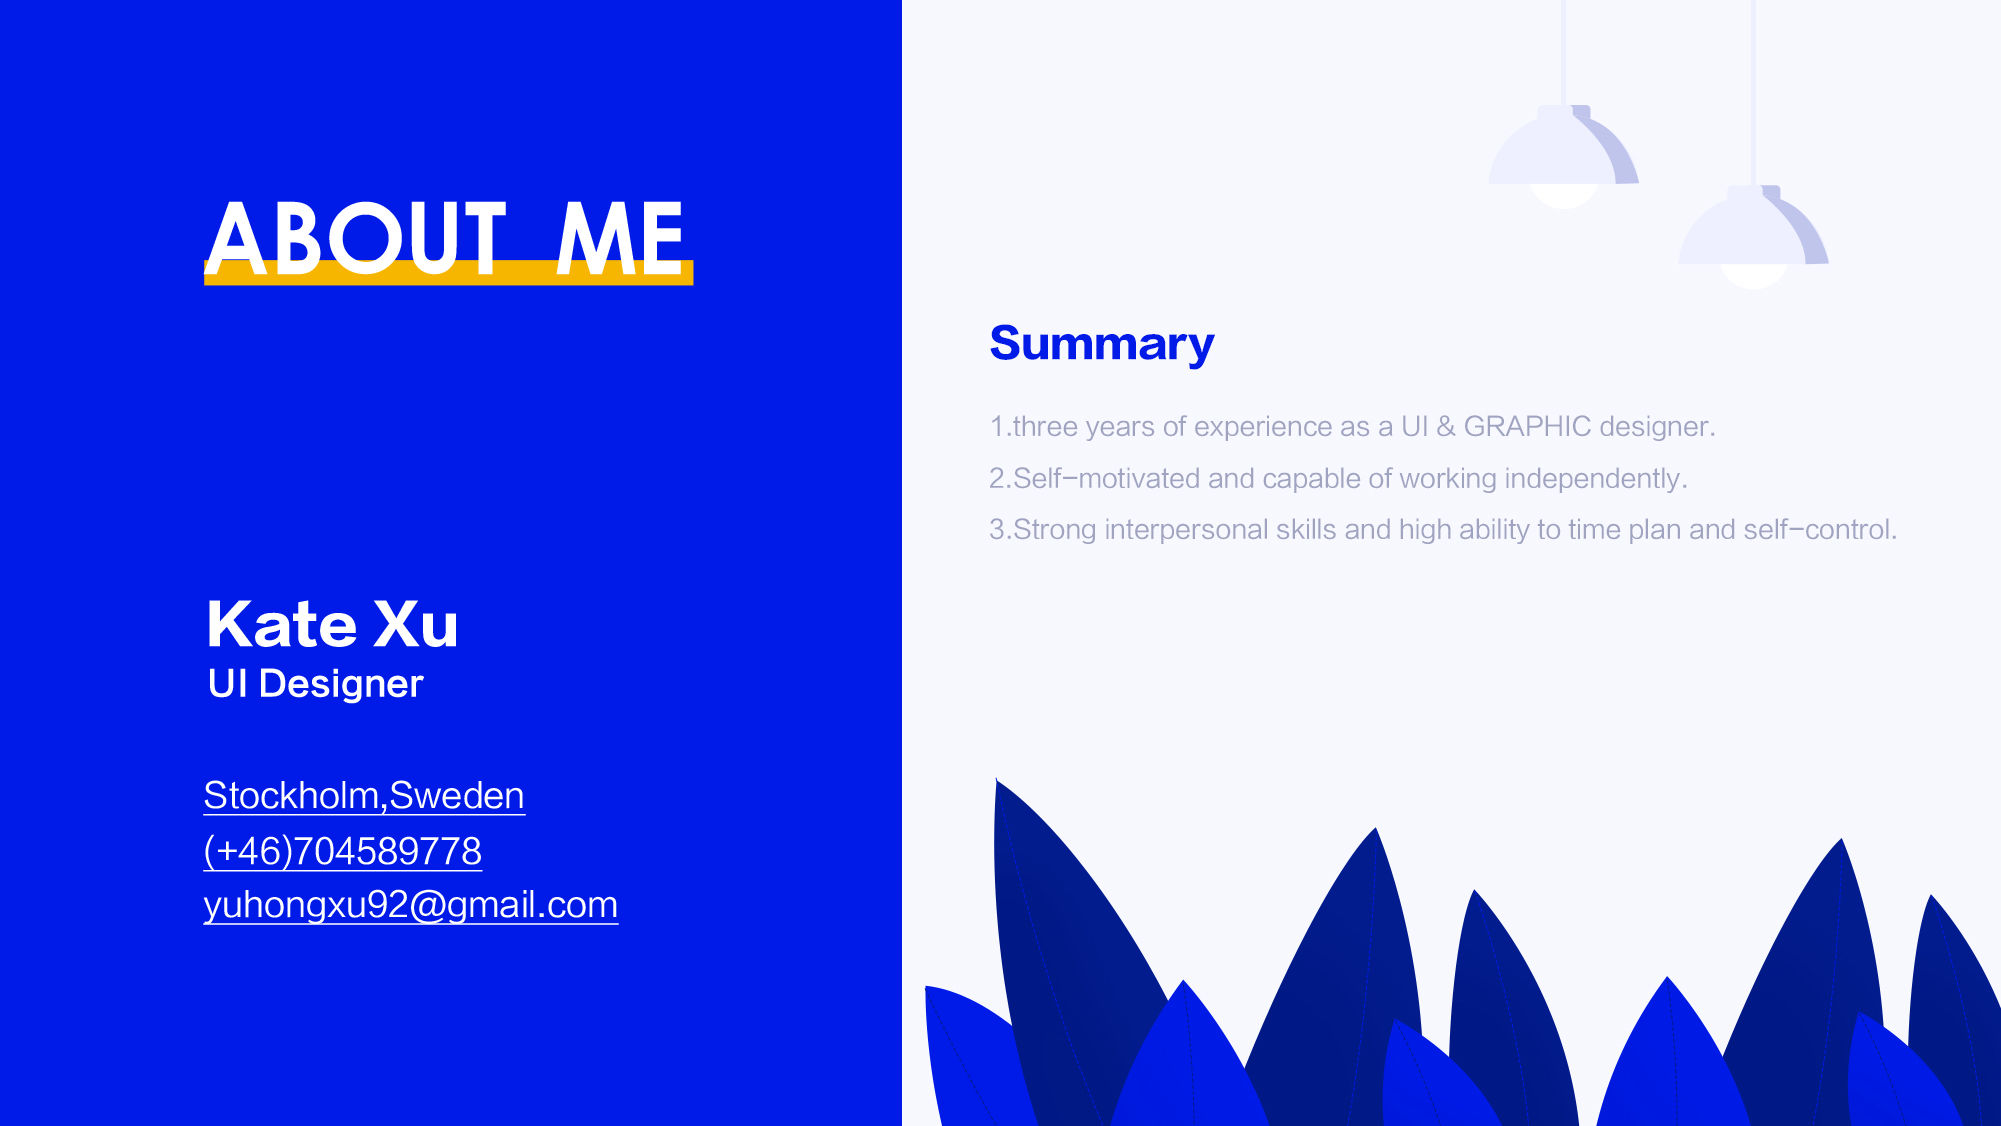 ABOUT ME
Kate Xu
UI Designer
Stockholm,Sweden
(+46)704589778
yuhongxu92@gmail.com
Summary
1.three years of experience as a UI & GRAPHIC designer.
2.Self-motivated and capable of working independently.
3.Strong interpersonal skills and high ability to time plan and self-control.